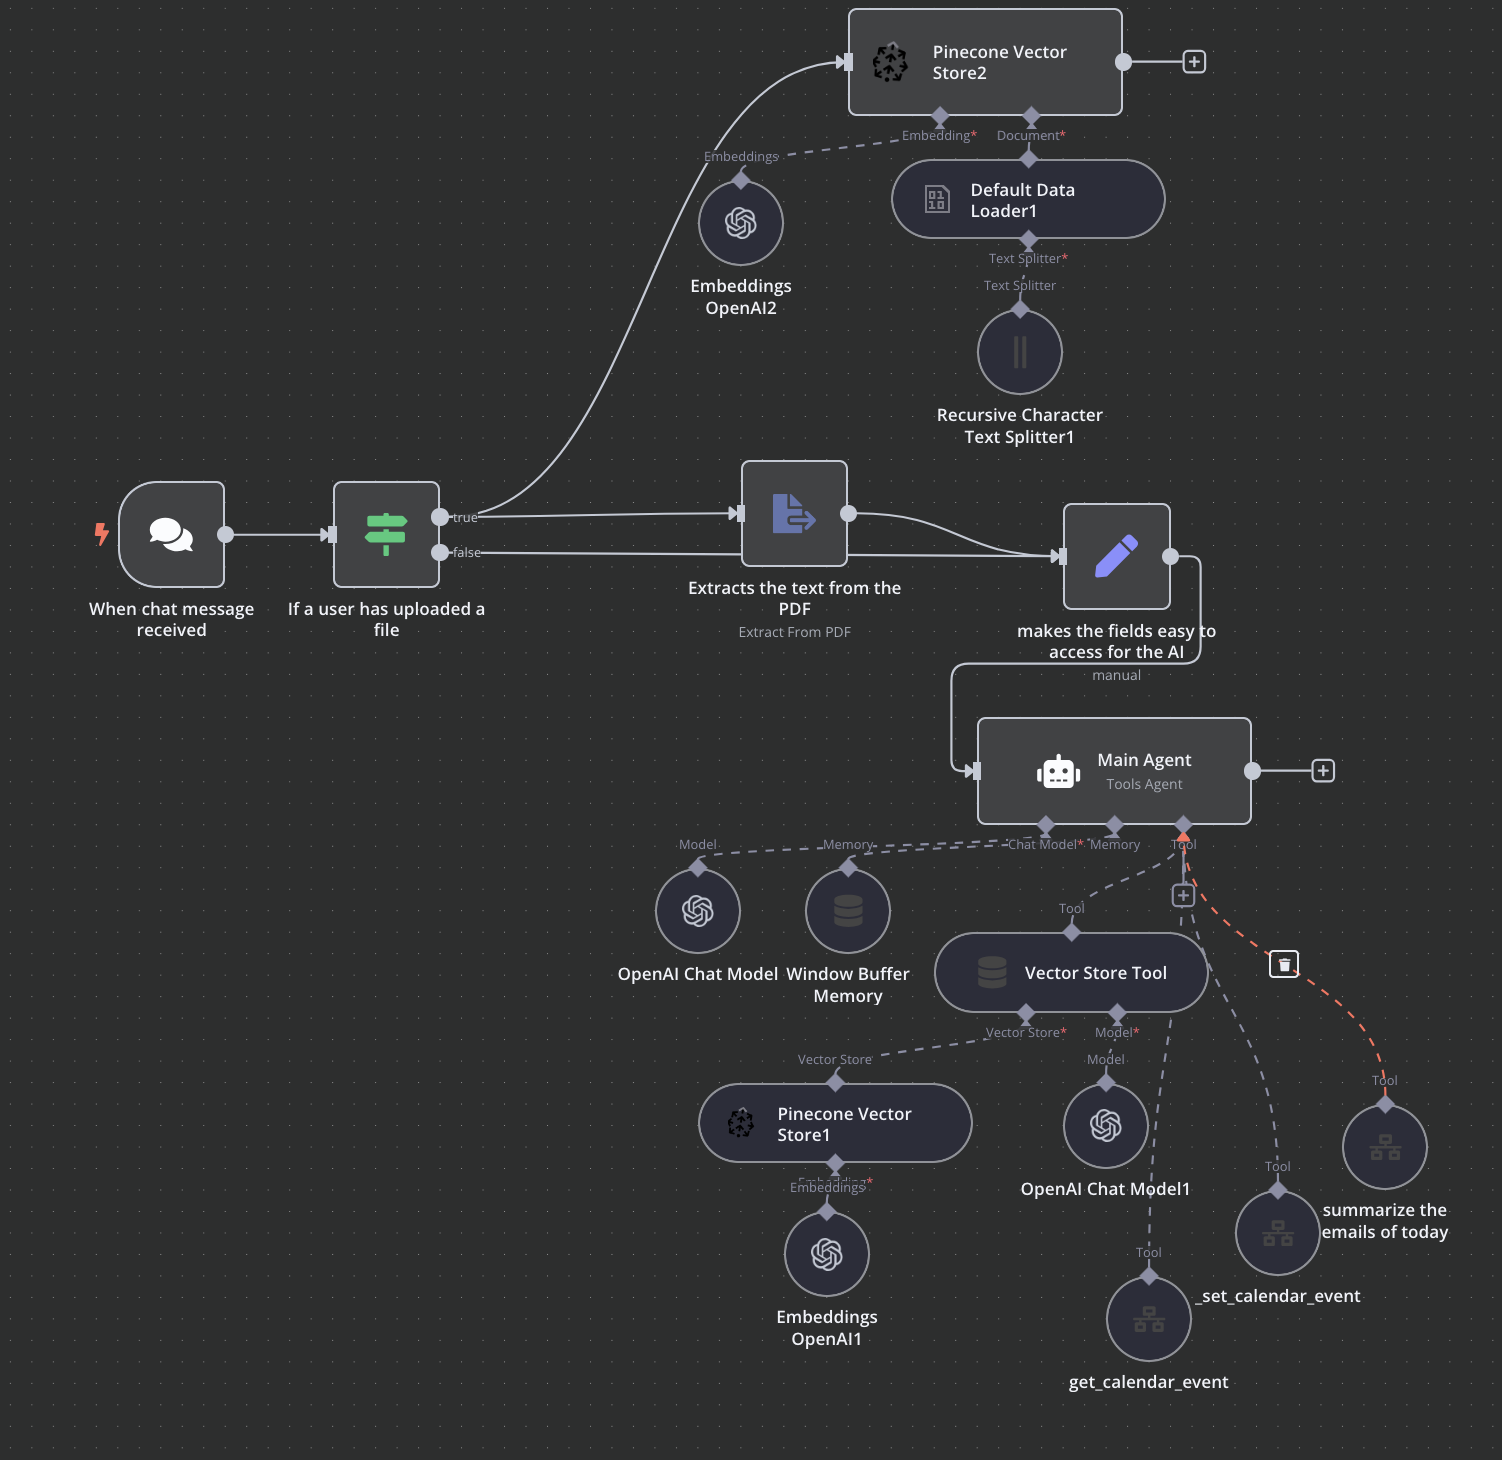 Pinecone Vector
Store2
Embedding*
Document*
Embeddings
Default Data
Loader1
Text Splitter*
Embeddings
OpenAI2
Text Splitter
Recursive Character
Text Splitter1
true
false
When chat message
received
If a user has uploaded a
file
Extracts the text from the
PDF
Extract From PDF
makes the fields easy to
access for the AI
manual
Main Agent
Tools Agent
Model
Memory
Chat Model*
Memory
Tool
Tool
OpenAI Chat Model
Window Buffer
Memory
Vector Store Tool
Vector Store*
Model*
Vector Store
Model
Tool
Pinecone Vector
Store1
Embedding*
Embeddings
OpenAI Chat Model1
Tool
summarize the
emails of today
Tool
_set_calendar_event
Embeddings
OpenAI1
get_calendar_event